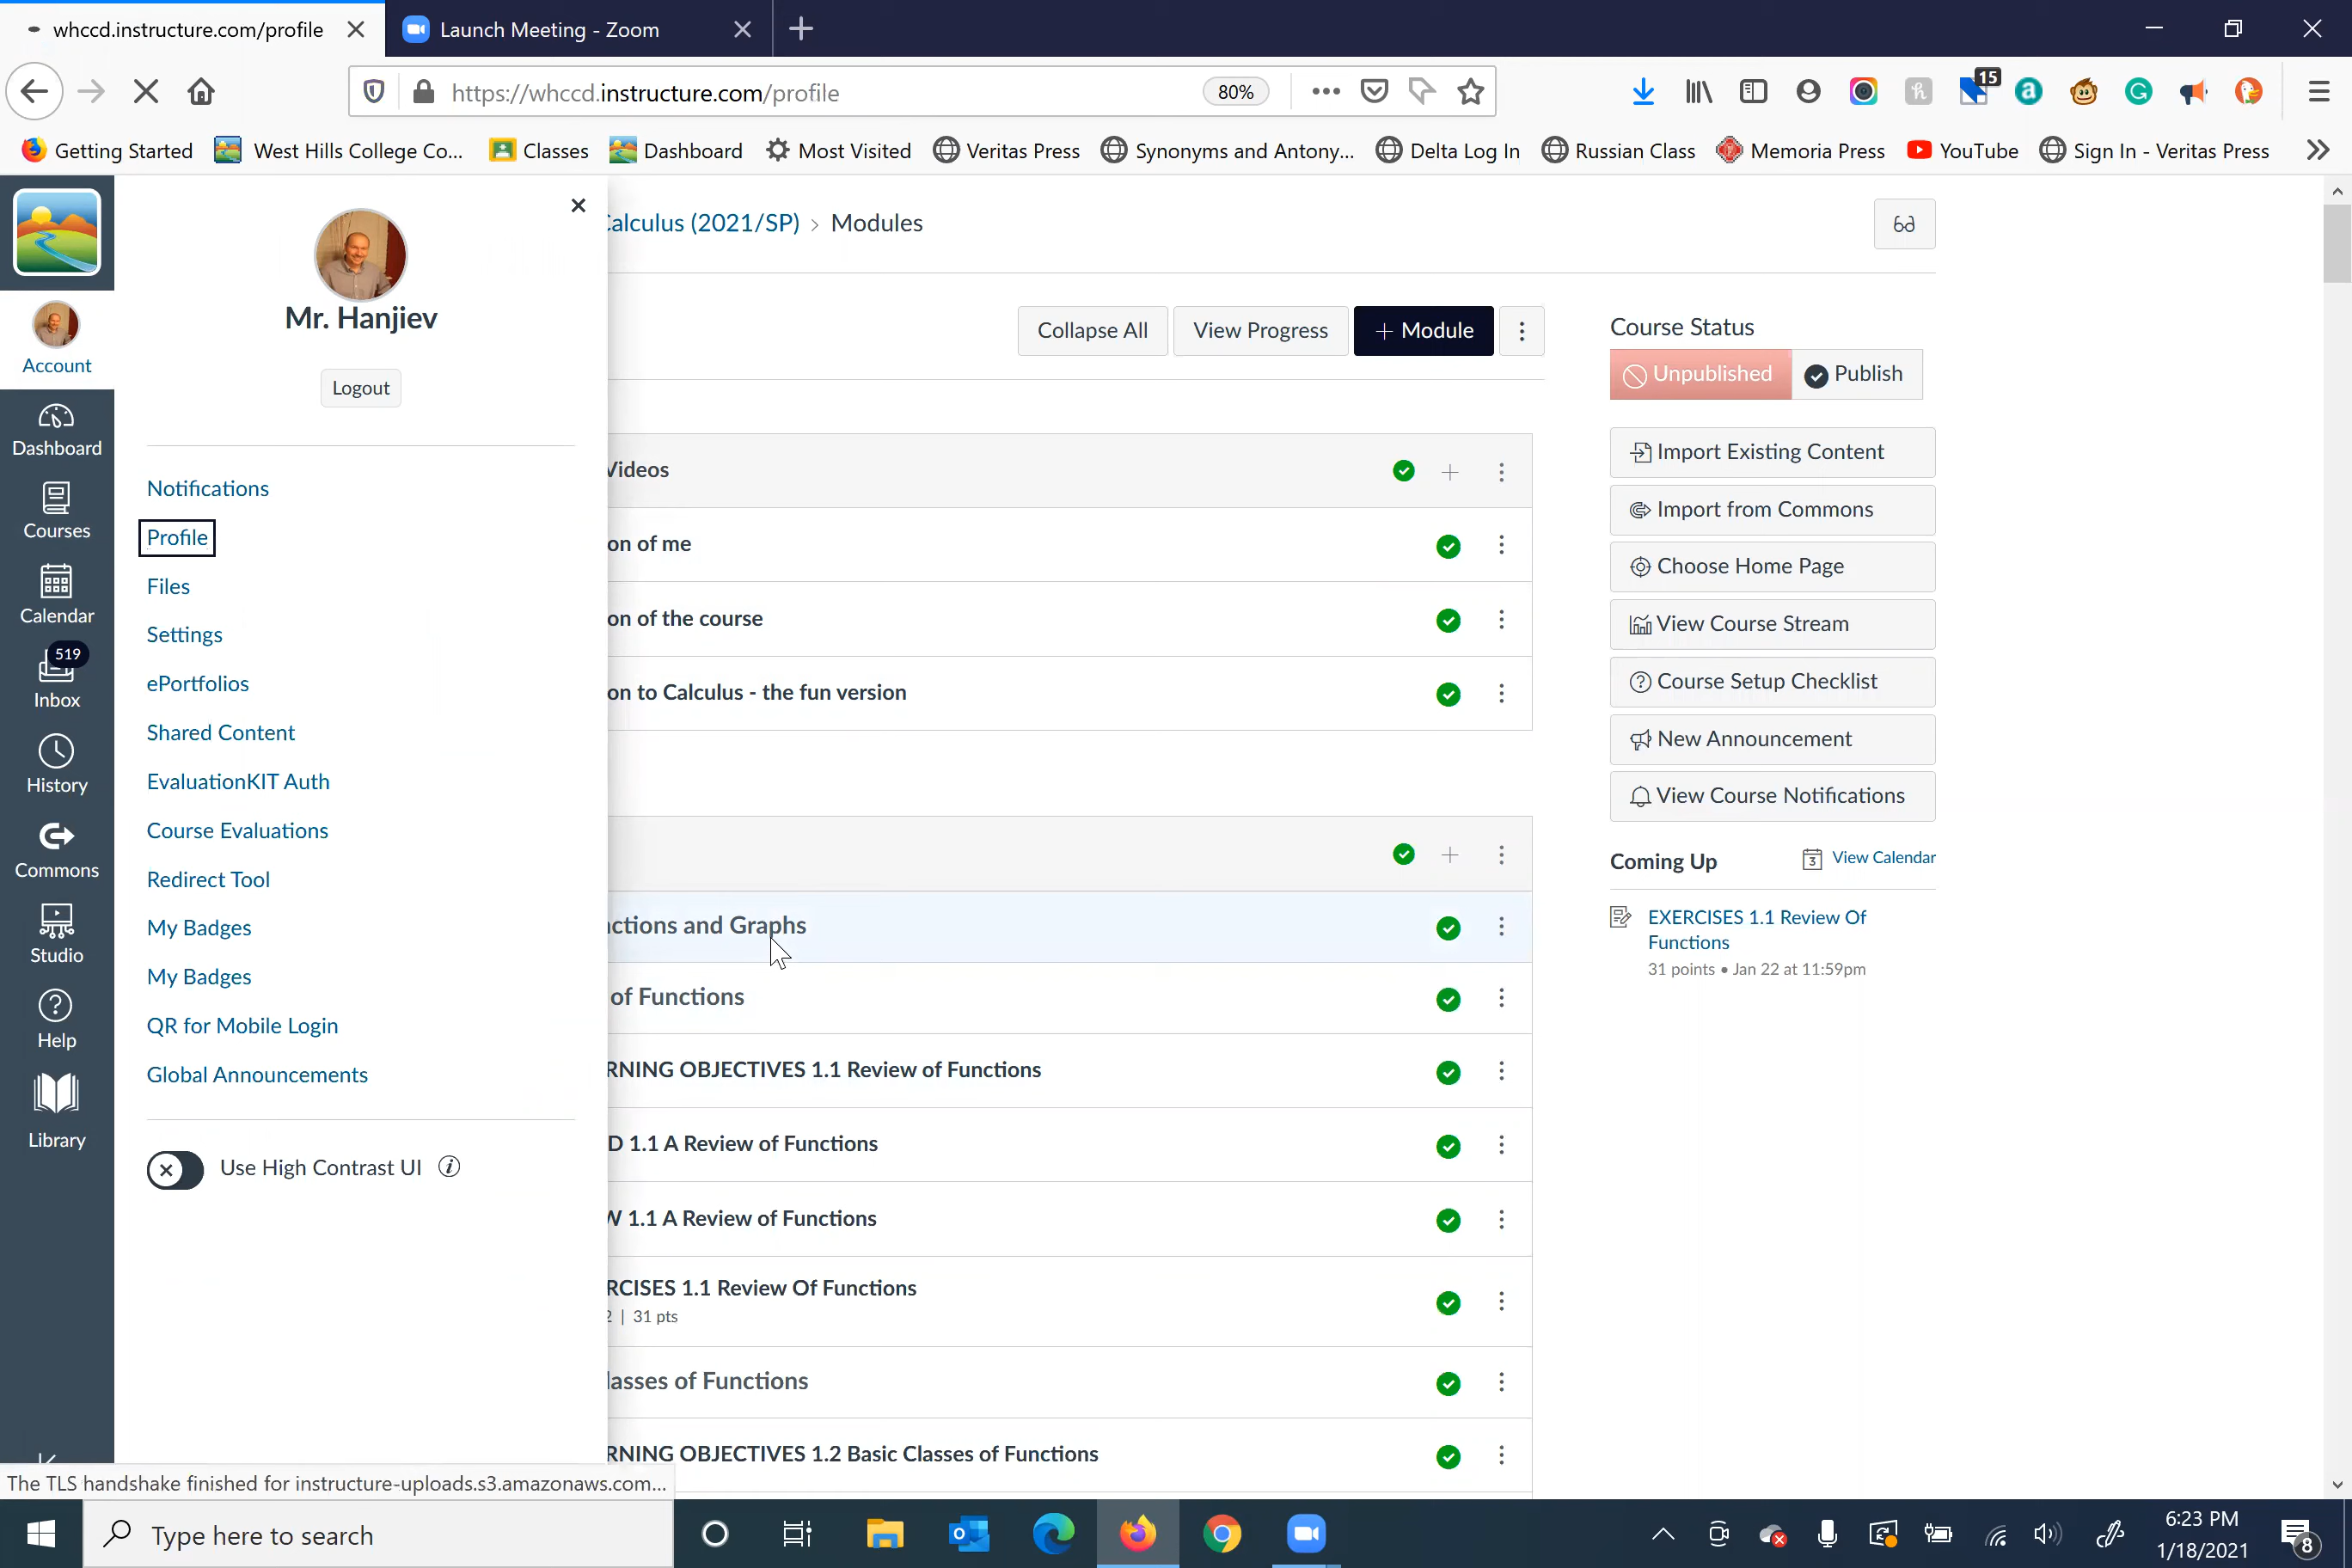 whccd.instructure.com/profile
Launch Meeting - Zoom
https://whccd.instructure.com/profile
80%
15
Getting Started
West Hills College Co...
Classes
Dashboard
Most Visited
Veritas Press
Synonyms and Antony...
Delta Log In
Russian Class
Memoria Press
YouTube
Sign In - Veritas Press
Account
Dashboard
Courses
Calendar
519
Inbox
History
Commons
Studio
Help
Library
Mr. Hanjiev
Logout
Notifications
Profile
Files
Settings
ePortfolios
Shared Content
EvaluationKIT Auth
Course Evaluations
Redirect Tool
My Badges
My Badges
QR for Mobile Login
Global Announcements
Use High Contrast UI
Calculus (2021/SP) › Modules
Collapse All
View Progress
+ Module
Videos
on of me
on of the course
on to Calculus - the fun version
nctions and Graphs
of Functions
RNING OBJECTIVES 1.1 Review of Functions
D 1.1 A Review of Functions
W 1.1 A Review of Functions
RCISES 1.1 Review Of Functions
2 | 31 pts
lasses of Functions
RNING OBJECTIVES 1.2 Basic Classes of Functions
Course Status
Unpublished
Publish
Import Existing Content
Import from Commons
Choose Home Page
View Course Stream
Course Setup Checklist
New Announcement
View Course Notifications
Coming Up
3
View Calendar
EXERCISES 1.1 Review Of
Functions
31 points • Jan 22 at 11:59pm
The TLS handshake finished for instructure-uploads.s3.amazonaws.com...
Type here to search
6:23 PM
1/18/2021
8